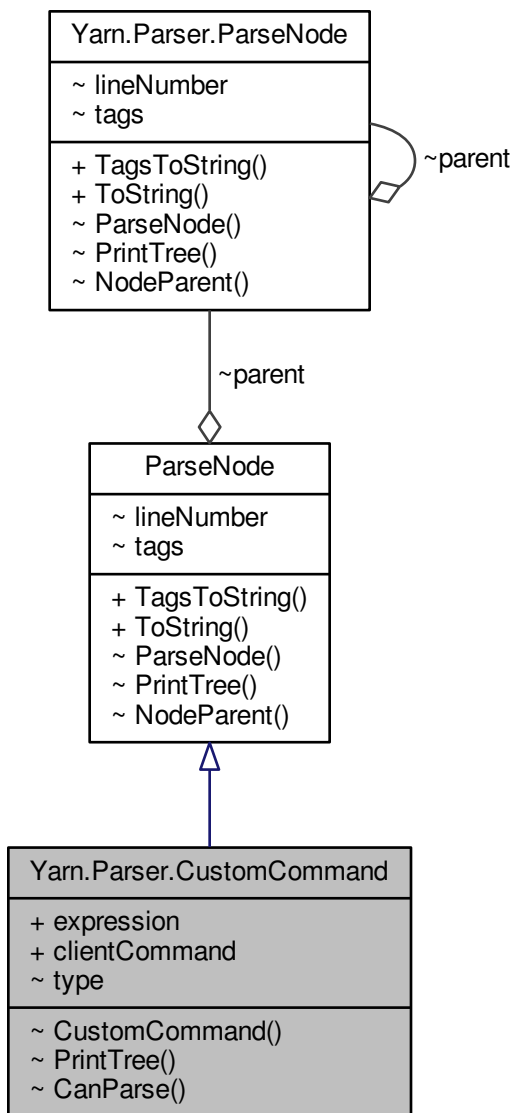 Yarn.Parser.ParseNode
~ lineNumber
~ tags
+ TagsToString()
+ ToString()
~ ParseNode()
~ PrintTree()
~ NodeParent()
~parent
~parent
ParseNode
~ lineNumber
~ tags
+ TagsToString()
+ ToString()
~ ParseNode()
~ PrintTree()
~ NodeParent()
Yarn.Parser.CustomCommand
+ expression
+ clientCommand
~ type
~ CustomCommand()
~ PrintTree()
~ CanParse()